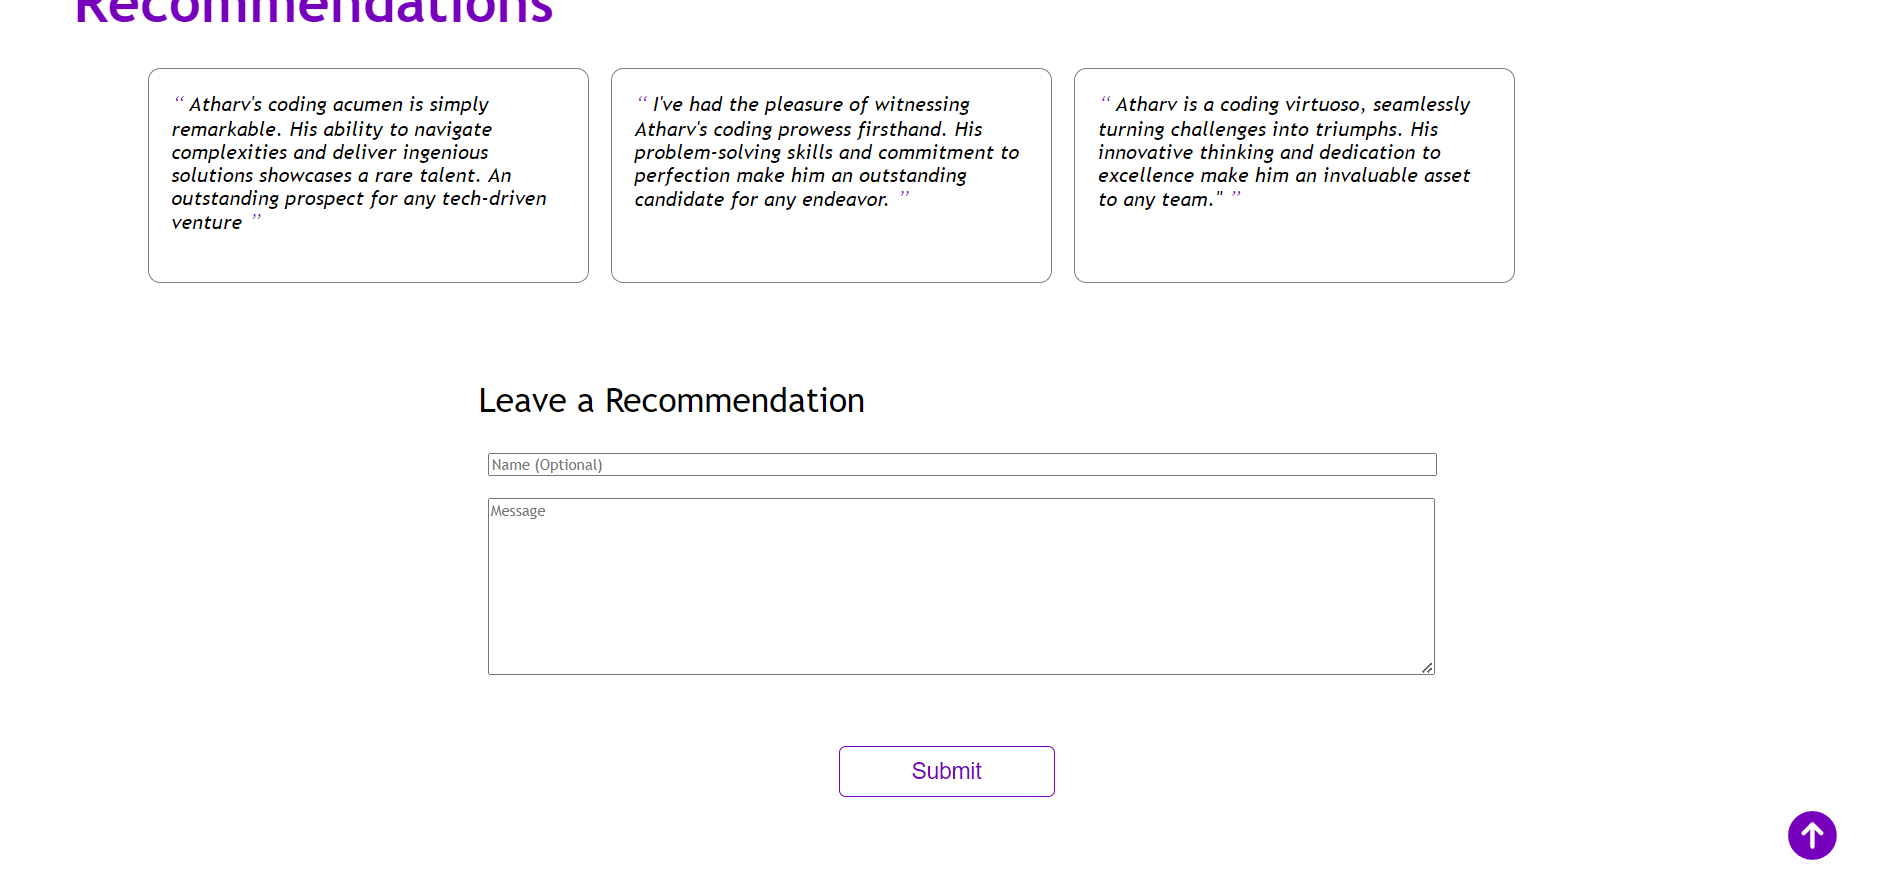 Recommendations
“ Atharv's coding acumen is simply
remarkable. His ability to navigate
complexities and deliver ingenious
solutions showcases a rare talent. An
outstanding prospect for any tech-driven
venture ”
“ I've had the pleasure of witnessing
Atharv's coding prowess firsthand. His
problem-solving skills and commitment to
perfection make him an outstanding
candidate for any endeavor. ”
“ Atharv is a coding virtuoso, seamlessly
turning challenges into triumphs. His
innovative thinking and dedication to
excellence make him an invaluable asset
to any team." ”
Leave a Recommendation
Name (Optional)
Message
Submit